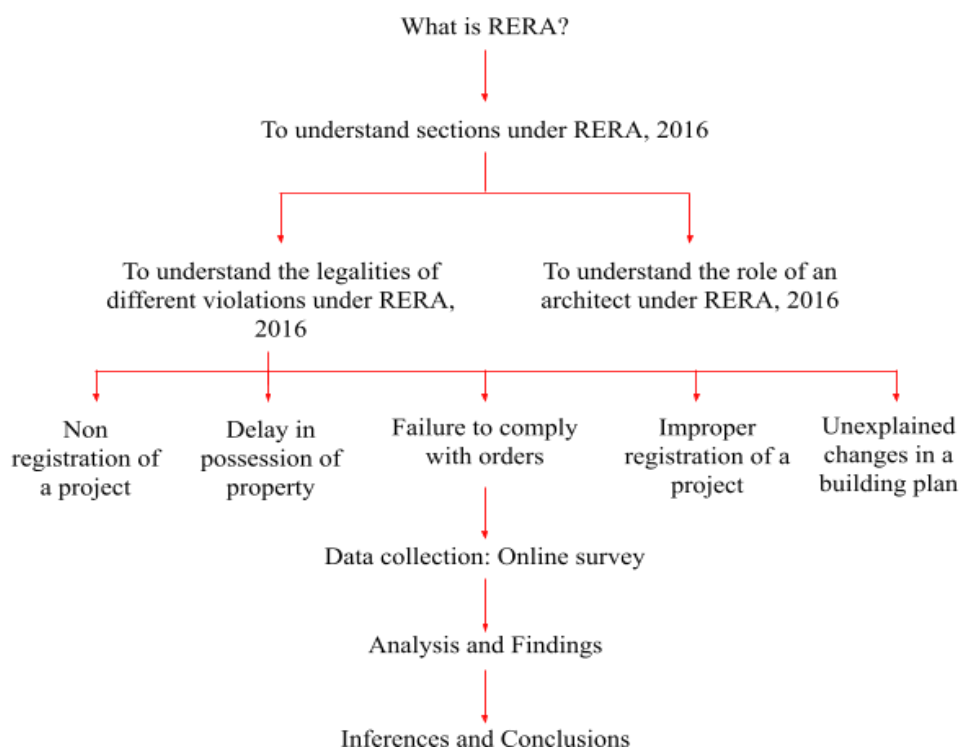 What is RERA?
To understand sections under RERA, 2016
To understand the legalities of
different violations under RERA,
2016
To understand the role of an
architect under RERA, 2016
Non
registration of
a project
Delay in
possession of
property
Failure to comply
with orders
Improper
registration of a
project
Unexplained
changes in a
building plan
Data collection: Online survey
Analysis and Findings
Inferences and Conclusions